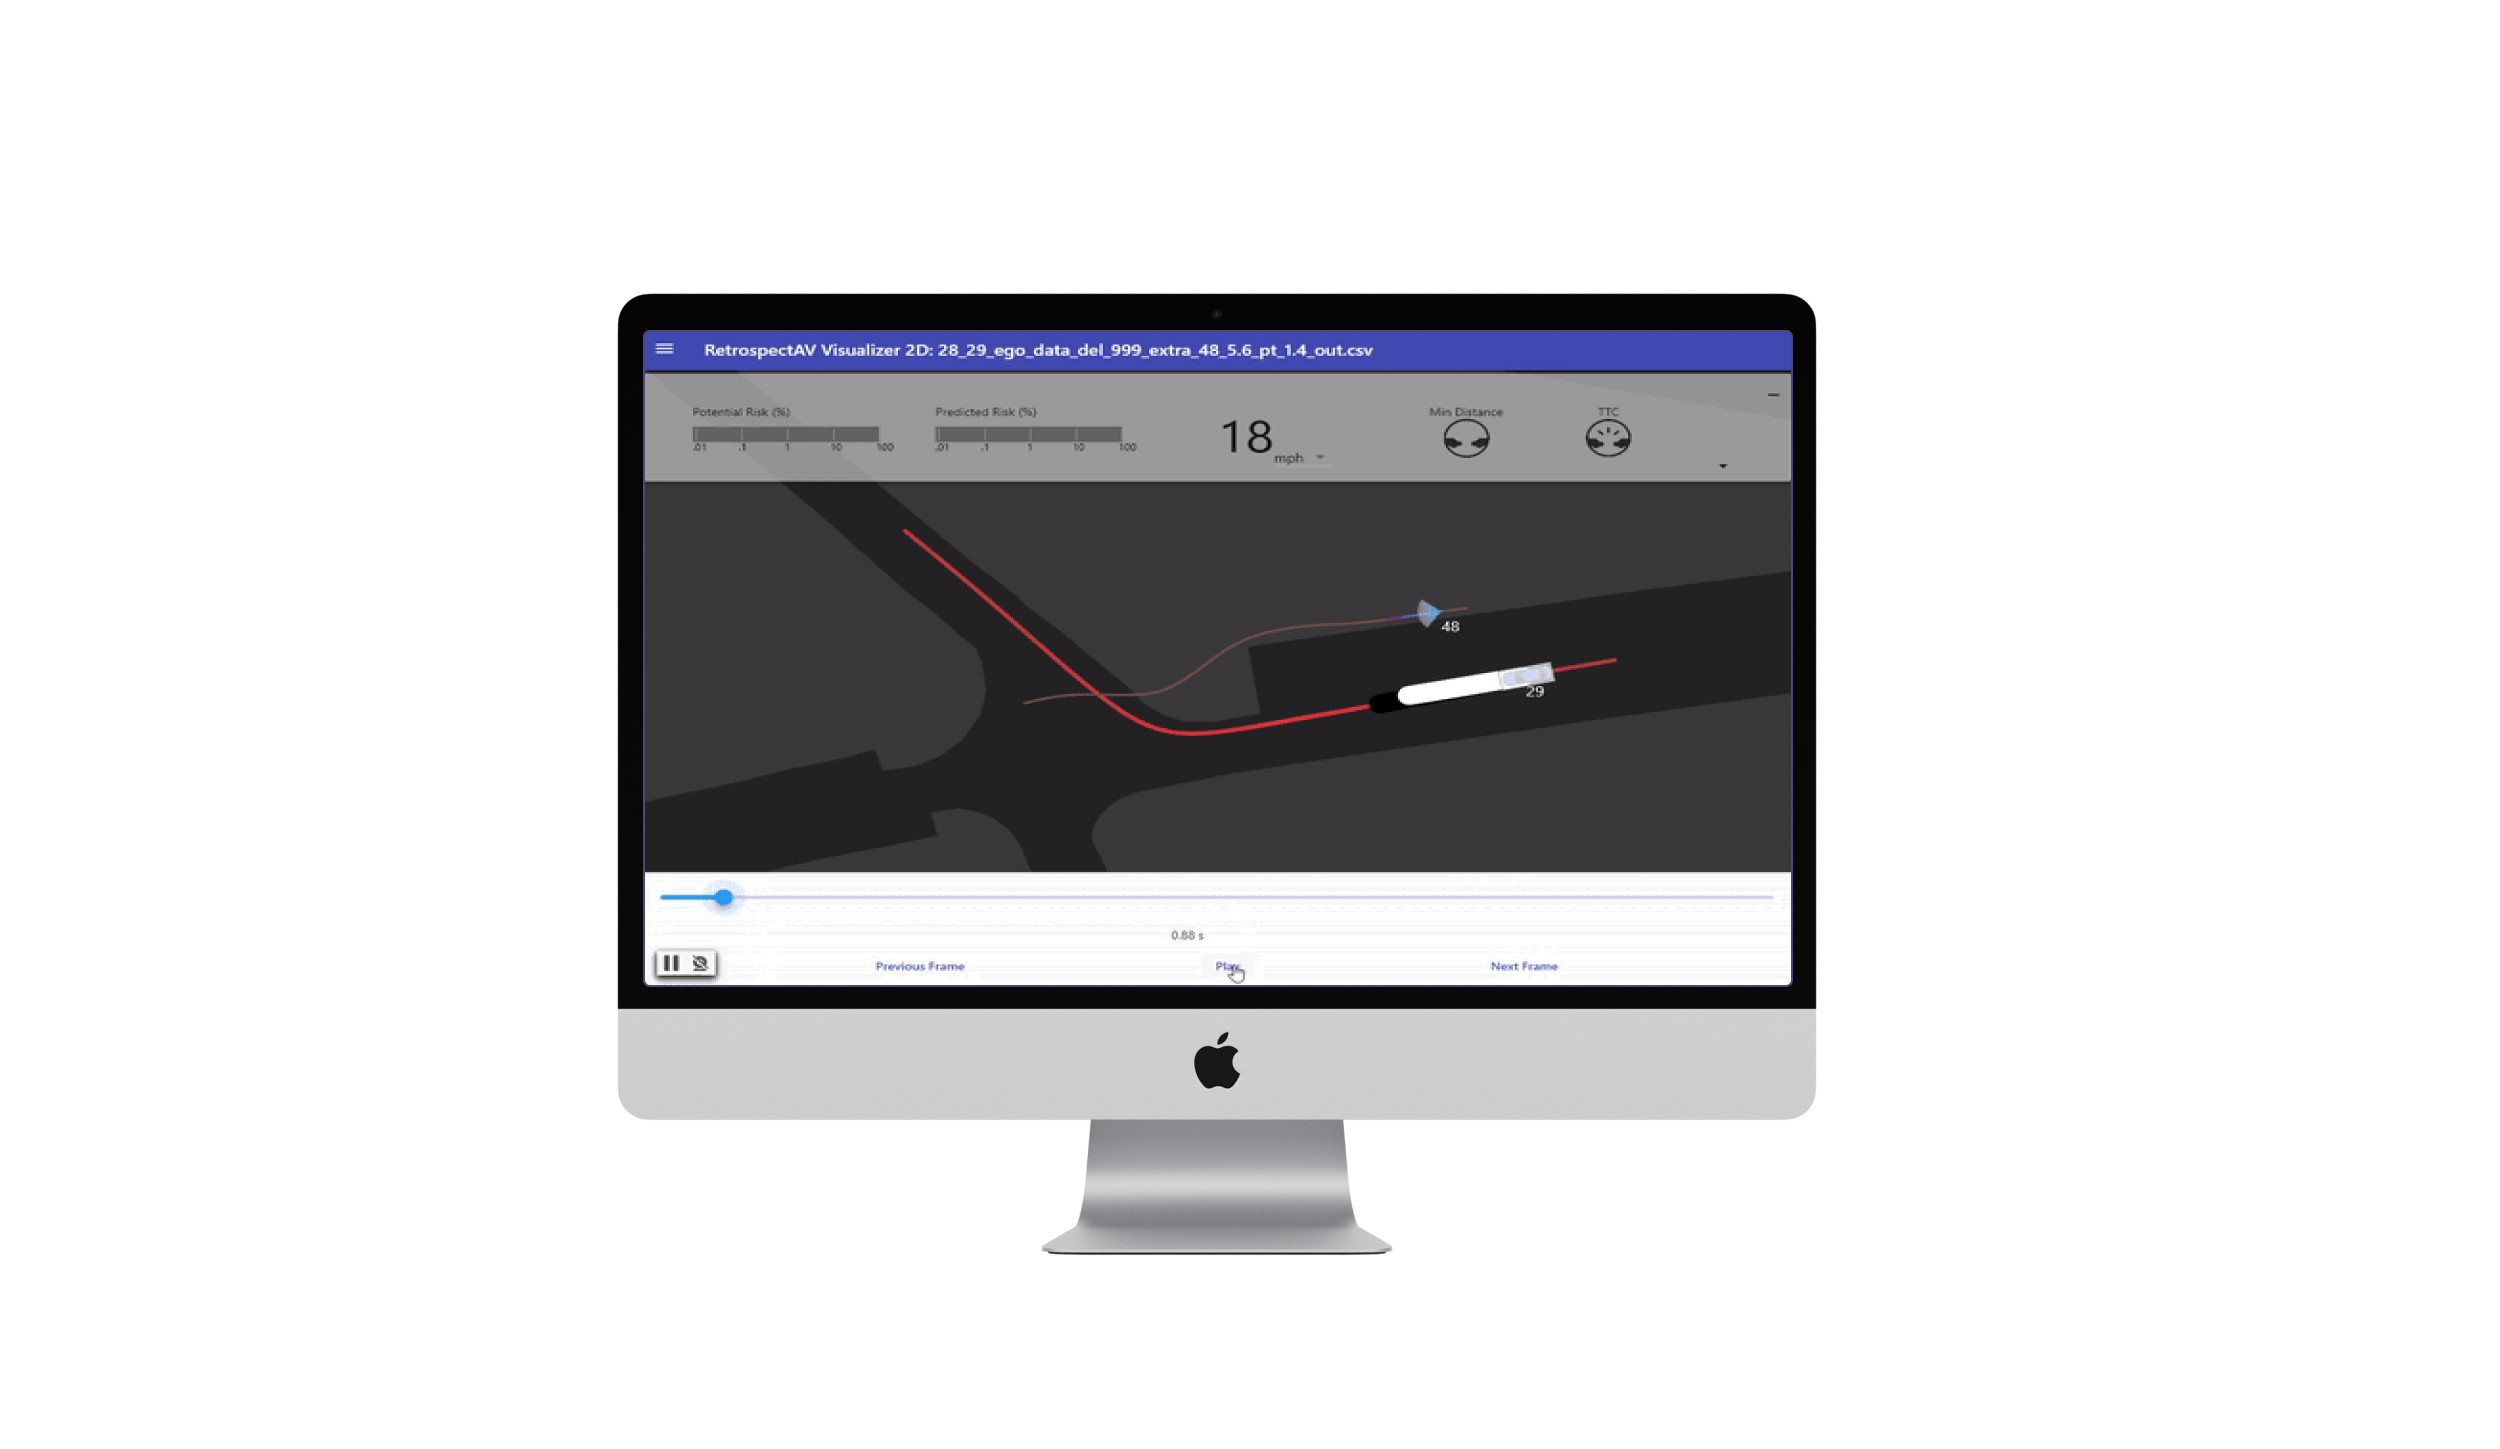 RetrospectAV Visualizer 2D: 28_29_ego_data_del_999_extra_48_5.6_pt_1.4_out.csv
Potential Risk (%)
.01 .1 1 10 100
Predicted Risk (%)
.01 .1 1 10 100
18 mph
Min Distance
TTC
48
29
0.88 s
Previous Frame
Play
Next Frame